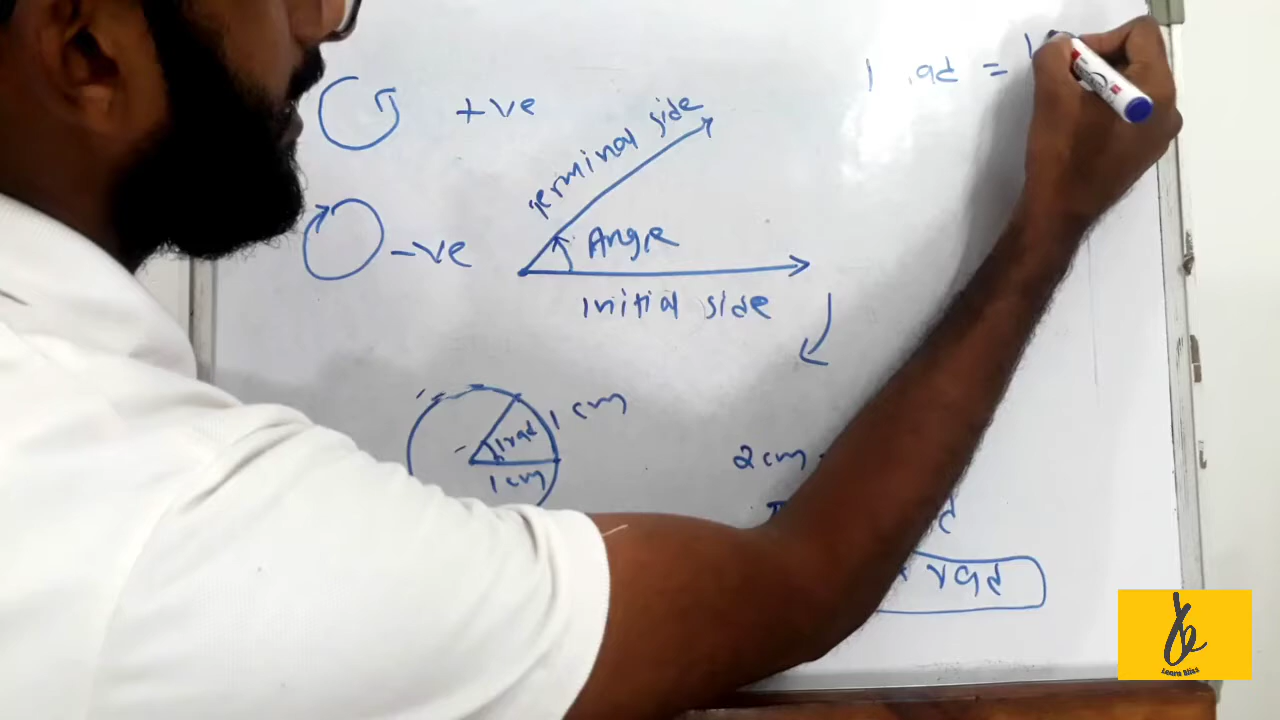 +ve
Terminal side
Angle
-ve
Initial side
1 rad =
1 cm
1 rad
1 cm
2 cm
rad
Learn Bliss